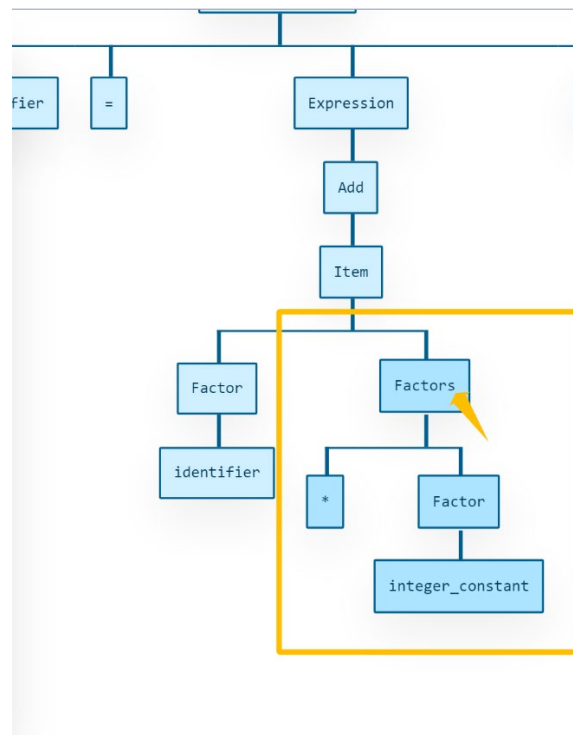 fier
=
Expression
Add
Item
Factor
Factors
identifier
*
Factor
integer_constant